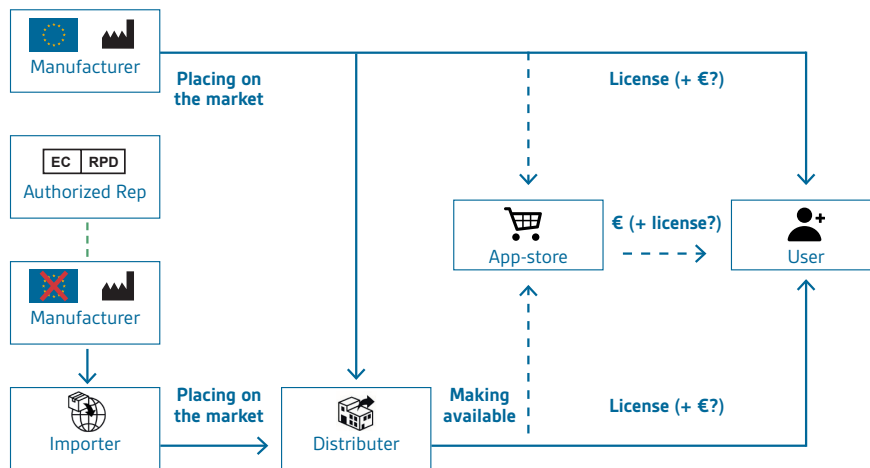 Manufacturer
Placing on
the market
License (+ €?)
EC RPD
Authorized Rep
€ (+ license?)
App-store
User
Manufacturer
Placing on
the market
Making
available
License (+ €?)
Importer
Distributer